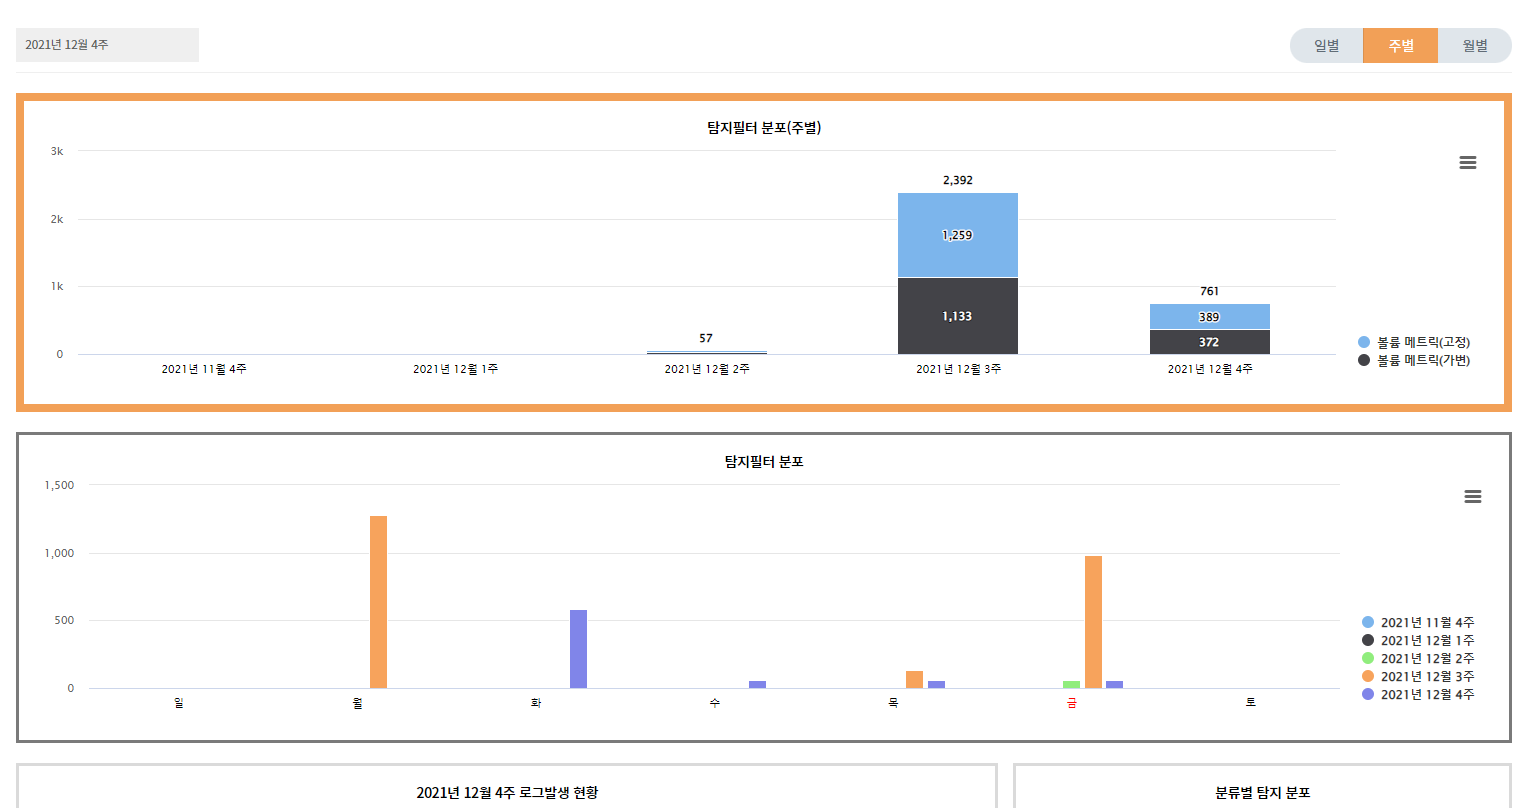 2021년 12월 4주
일별 주별 월별
탐지필터 분포(주별)
3k
2k
1k
0
2,392
1,259
1,133
57
761
389
372
2021년 11월 4주 2021년 12월 1주 2021년 12월 2주 2021년 12월 3주 2021년 12월 4주
볼륨 메트릭(고정)
볼륨 메트릭(가변)
탐지필터 분포
1,500
1,000
500
0
일 월 화 수 목 금 토
2021년 11월 4주
2021년 12월 1주
2021년 12월 2주
2021년 12월 3주
2021년 12월 4주
2021년 12월 4주 로그발생 현황
분류별 탐지 분포